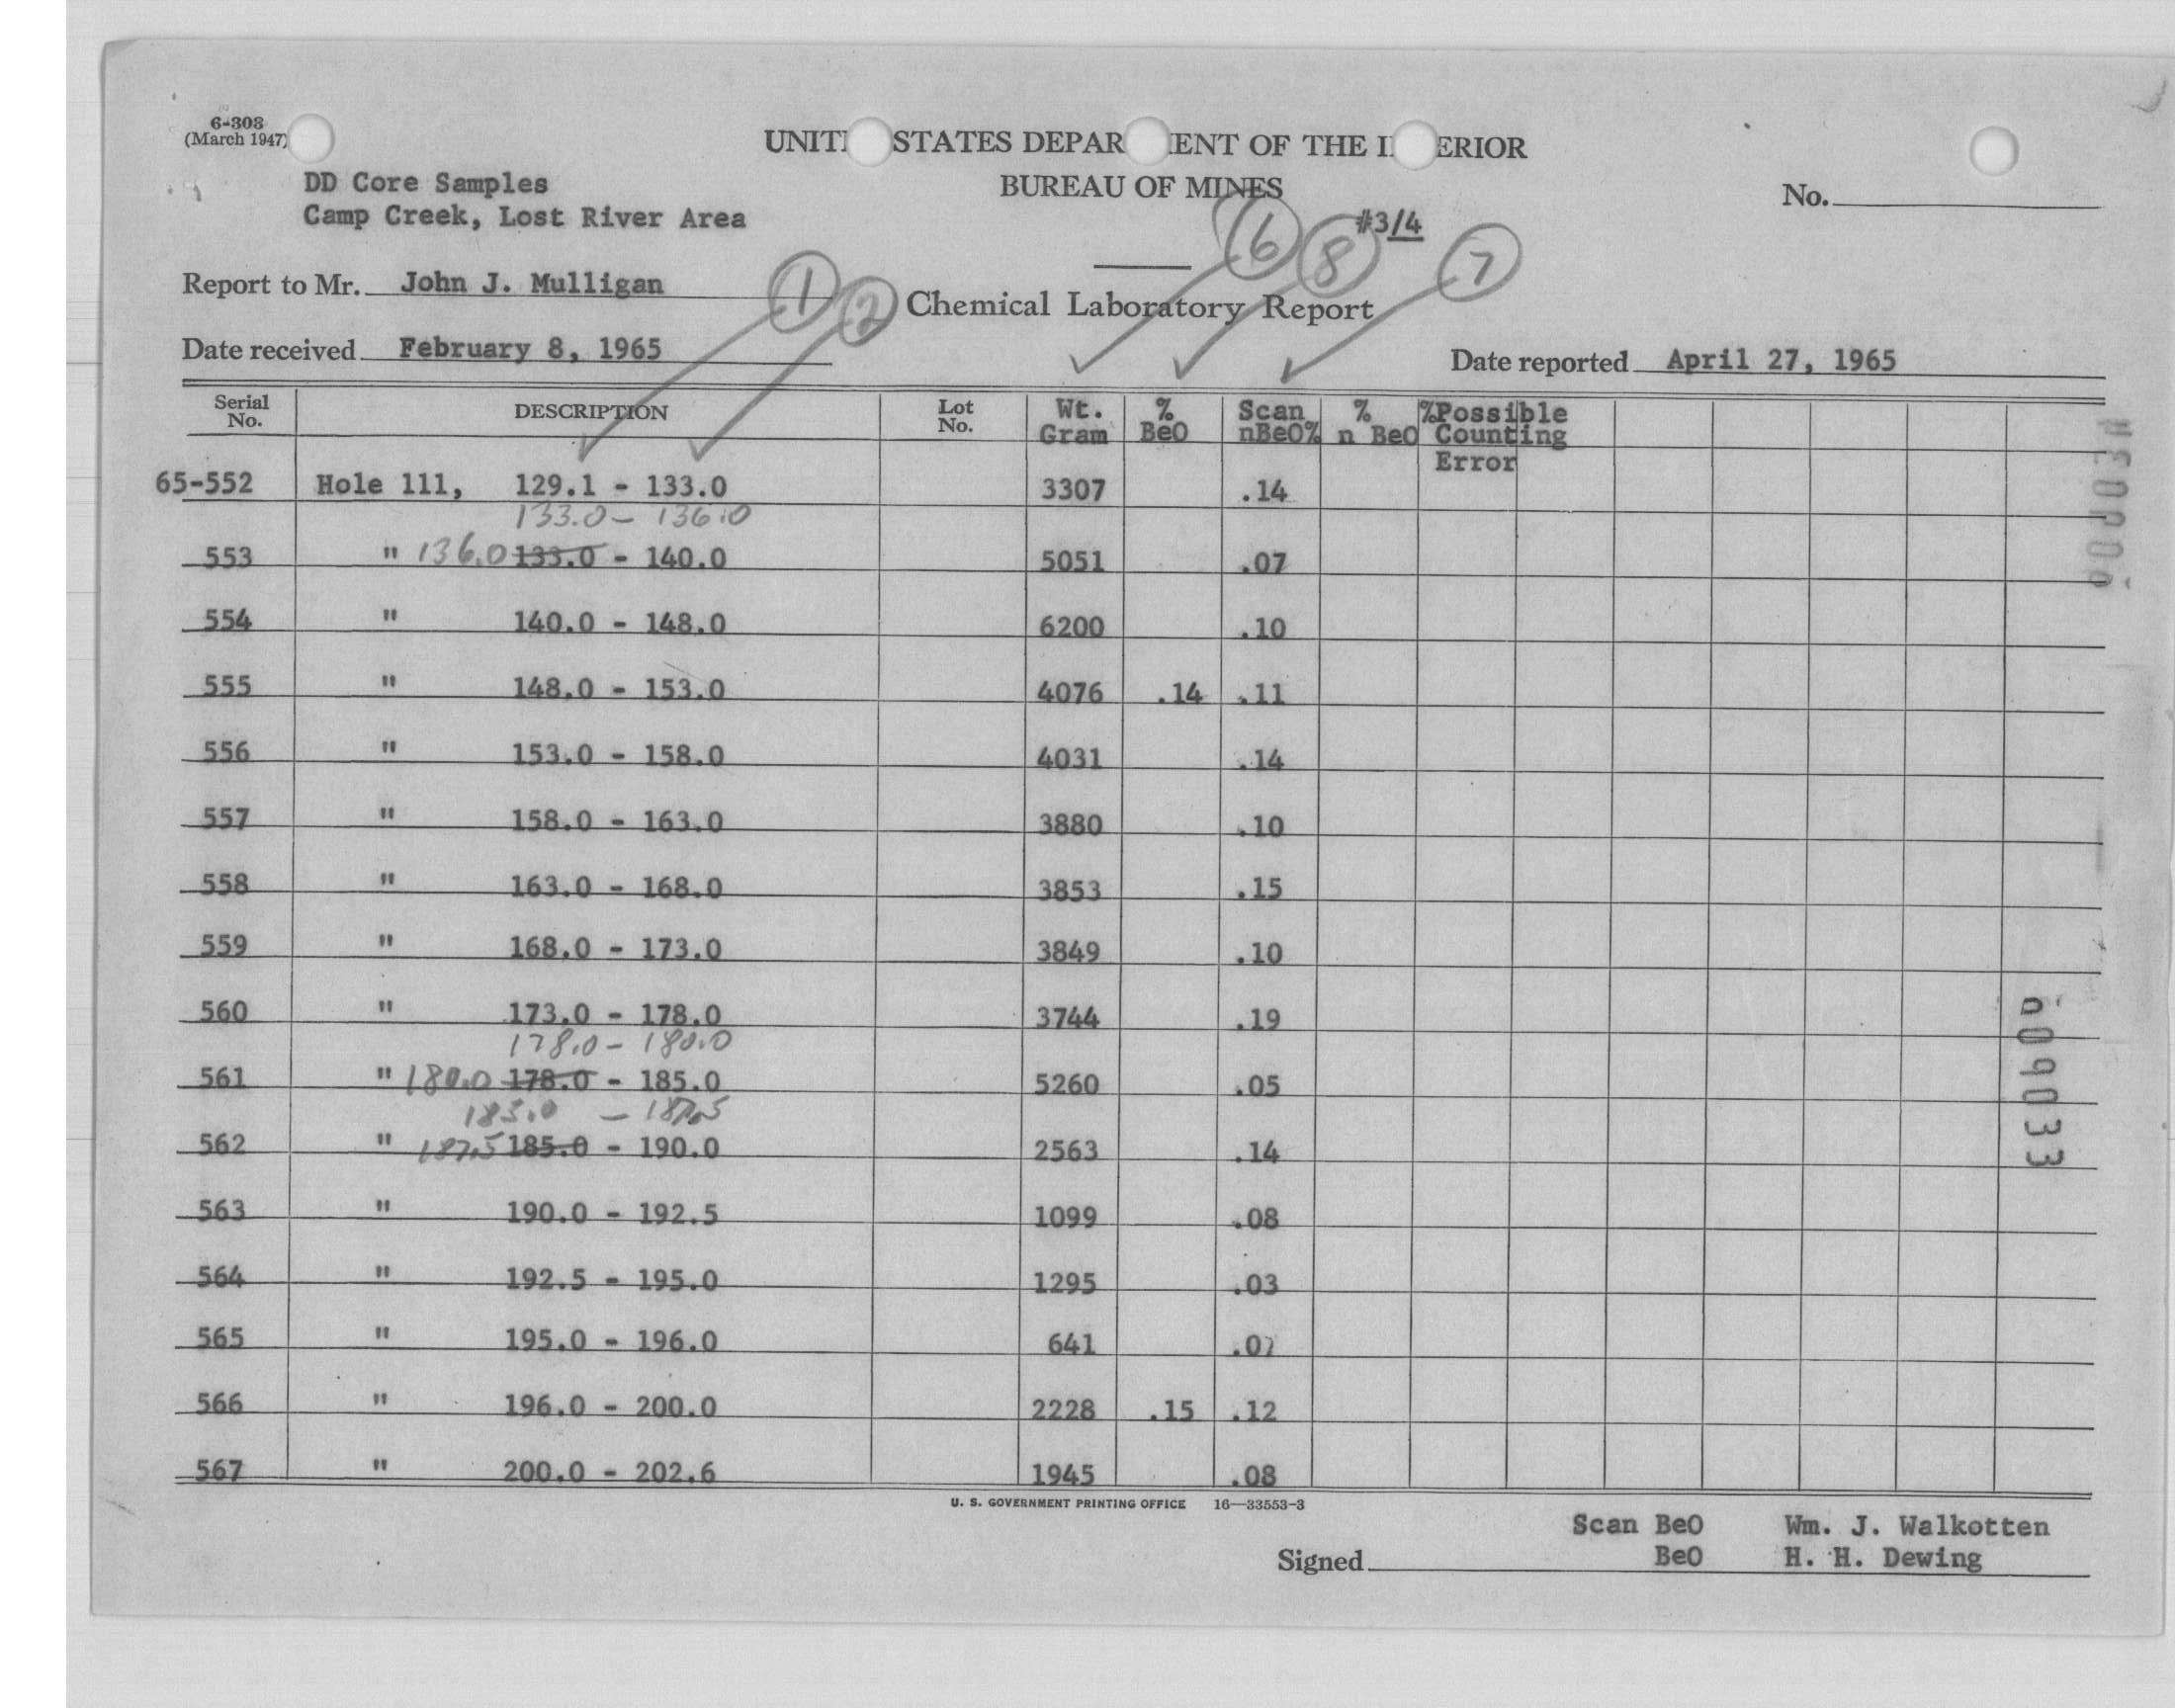 6-303
(March 1947)
UNIT STATES DEPAR ENT OF THE I ERIOR
BUREAU OF MINES
No.
DD Core Samples
Camp Creek, Lost River Area
#3/4
6
8
7
1
2
Report to Mr. John J. Mulligan
Chemical Laboratory Report
Date received February 8, 1965
Date reported April 27, 1965
Serial No. DESCRIPTION Lot No. Wt. Gram % BeO Scan nBeO% % n BeO %Possible Counting Error
65-552 Hole 111, 129.1 - 133.0 3307 .14
133.0 - 136.0
553 " 136.0 133.0 - 140.0 5051 .07
554 " 140.0 - 148.0 6200 .10
555 " 148.0 - 153.0 4076 .14 .11
556 " 153.0 - 158.0 4031 .14
557 " 158.0 - 163.0 3880 .10
558 " 163.0 - 168.0 3853 .15
559 " 168.0 - 173.0 3849 .10
560 " 173.0 - 178.0 3744 .19
178.0 - 180.0
561 " 180.0 178.0 - 185.0 5260 .05
185.0 - 187.5
562 " 187.5 185.0 - 190.0 2563 .14
563 " 190.0 - 192.5 1099 .08
564 " 192.5 - 195.0 1295 .03
565 " 195.0 - 196.0 641
566 " 196.0 - 200.0 2228 .15 .12
567 " 200.0 - 202.6 1945 .08
U. S. GOVERNMENT PRINTING OFFICE 16—33553-3
Scan BeO Wm. J. Walkotten
Signed BeO H. H. Dewing